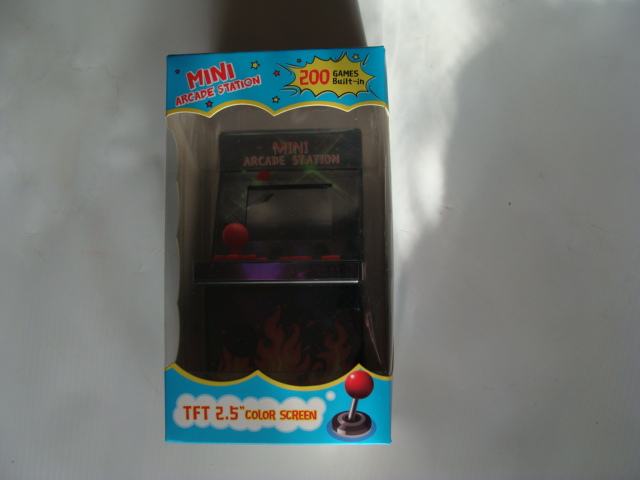 MINI
ARCADE STATION
200 GAMES
Built-in
MINI
ARCADE STATION
TFT 2.5" COLOR SCREEN